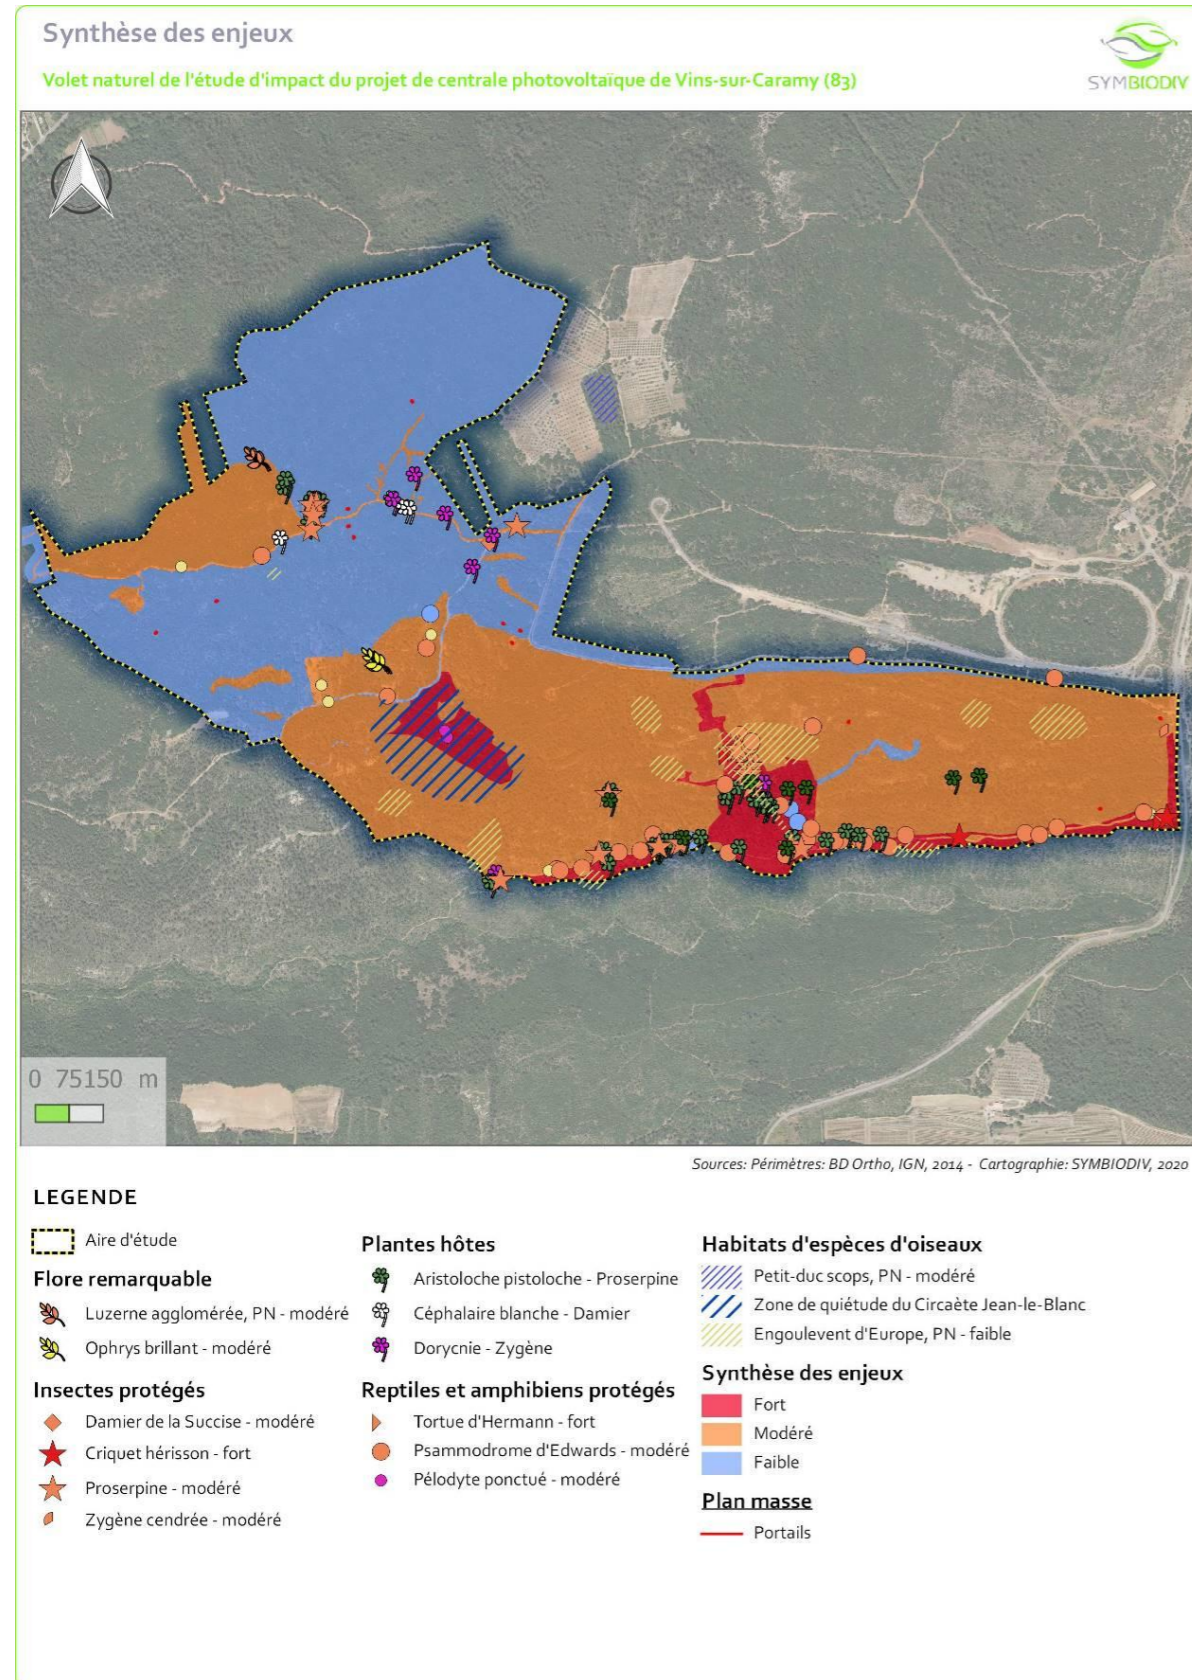 Synthèse des enjeux
Volet naturel de l'étude d'impact du projet de centrale photovoltaïque de Vins-sur-Caramy (83)
SYMBIODIV
0 75150 m
Sources: Périmètres: BD Ortho, IGN, 2014 - Cartographie: SYMBIODIV, 2020
LEGENDE
Aire d'étude
Flore remarquable
Luzerne agglomérée, PN - modéré
Ophrys brillant - modéré
Insectes protégés
Damier de la Succise - modéré
Criquet hérisson - fort
Proserpine - modéré
Zygène cendrée - modéré
Plantes hôtes
Aristoloche pistoloche - Proserpine
Céphalaire blanche - Damier
Dorycnie - Zygène
Reptiles et amphibiens protégés
Tortue d'Hermann - fort
Psammodrome d'Edwards - modéré
Pélodyte ponctué - modéré
Habitats d'espèces d'oiseaux
Petit-duc scops, PN - modéré
Zone de quiétude du Circaète Jean-le-Blanc
Engoulevent d'Europe, PN - faible
Synthèse des enjeux
Fort
Modéré
Faible
Plan masse
Portails